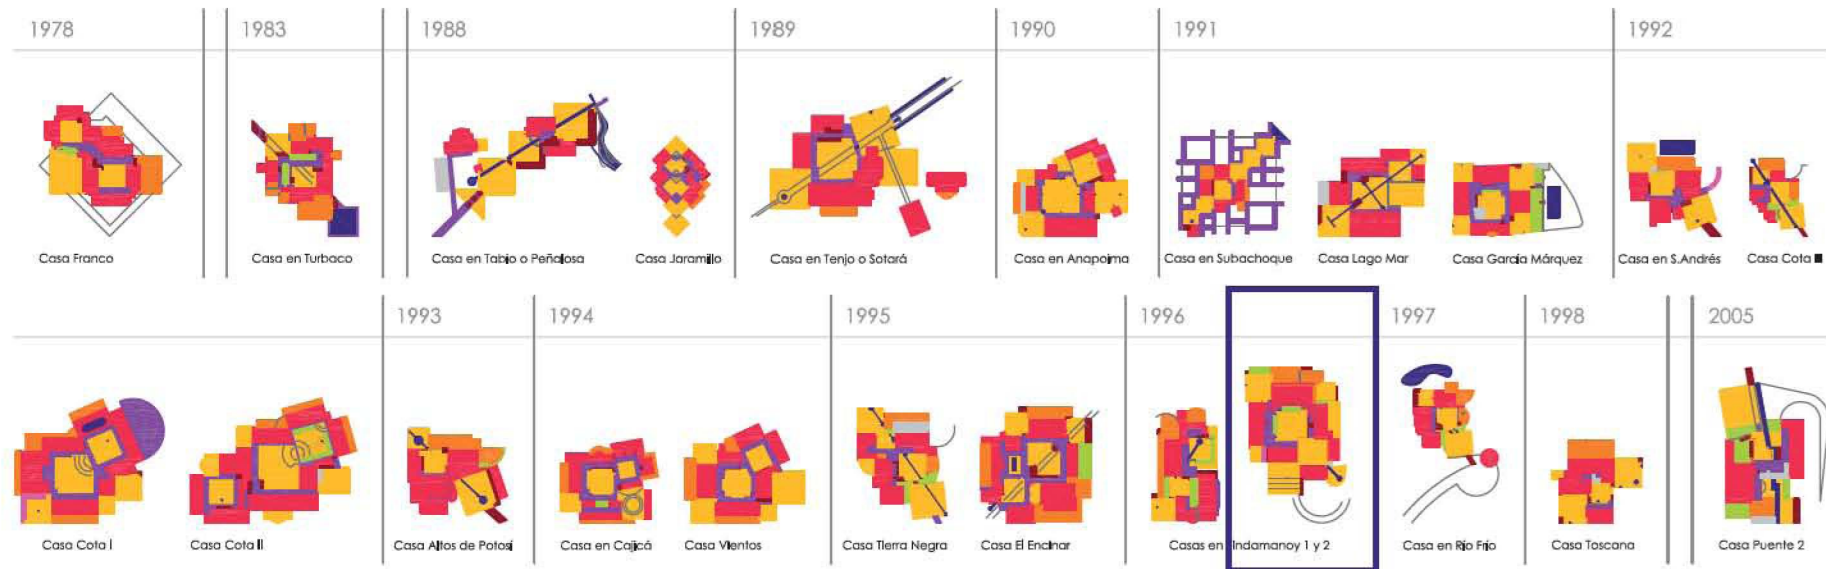 1978
1983
1988
1989
1990
1991
1992
Casa Franco
Casa en Turbaco
Casa en Tabio o Peñalosa
Casa Jaramillo
Casa en Tenjo o Sotará
Casa en Anapoima
Casa en Subachoque
Casa Lago Mar
Casa García Márquez
Casa en S.Andrés
Casa Cota III
1993
1994
1995
1996
1997
1998
2005
Casa Cota I
Casa Cota II
Casa Altos de Potosí
Casa en Cajicá
Casa Vientos
Casa Tierra Negra
Casa El Encinar
Casas en Indamanoy 1 y 2
Casa en Río Frío
Casa Toscana
Casa Puente 2